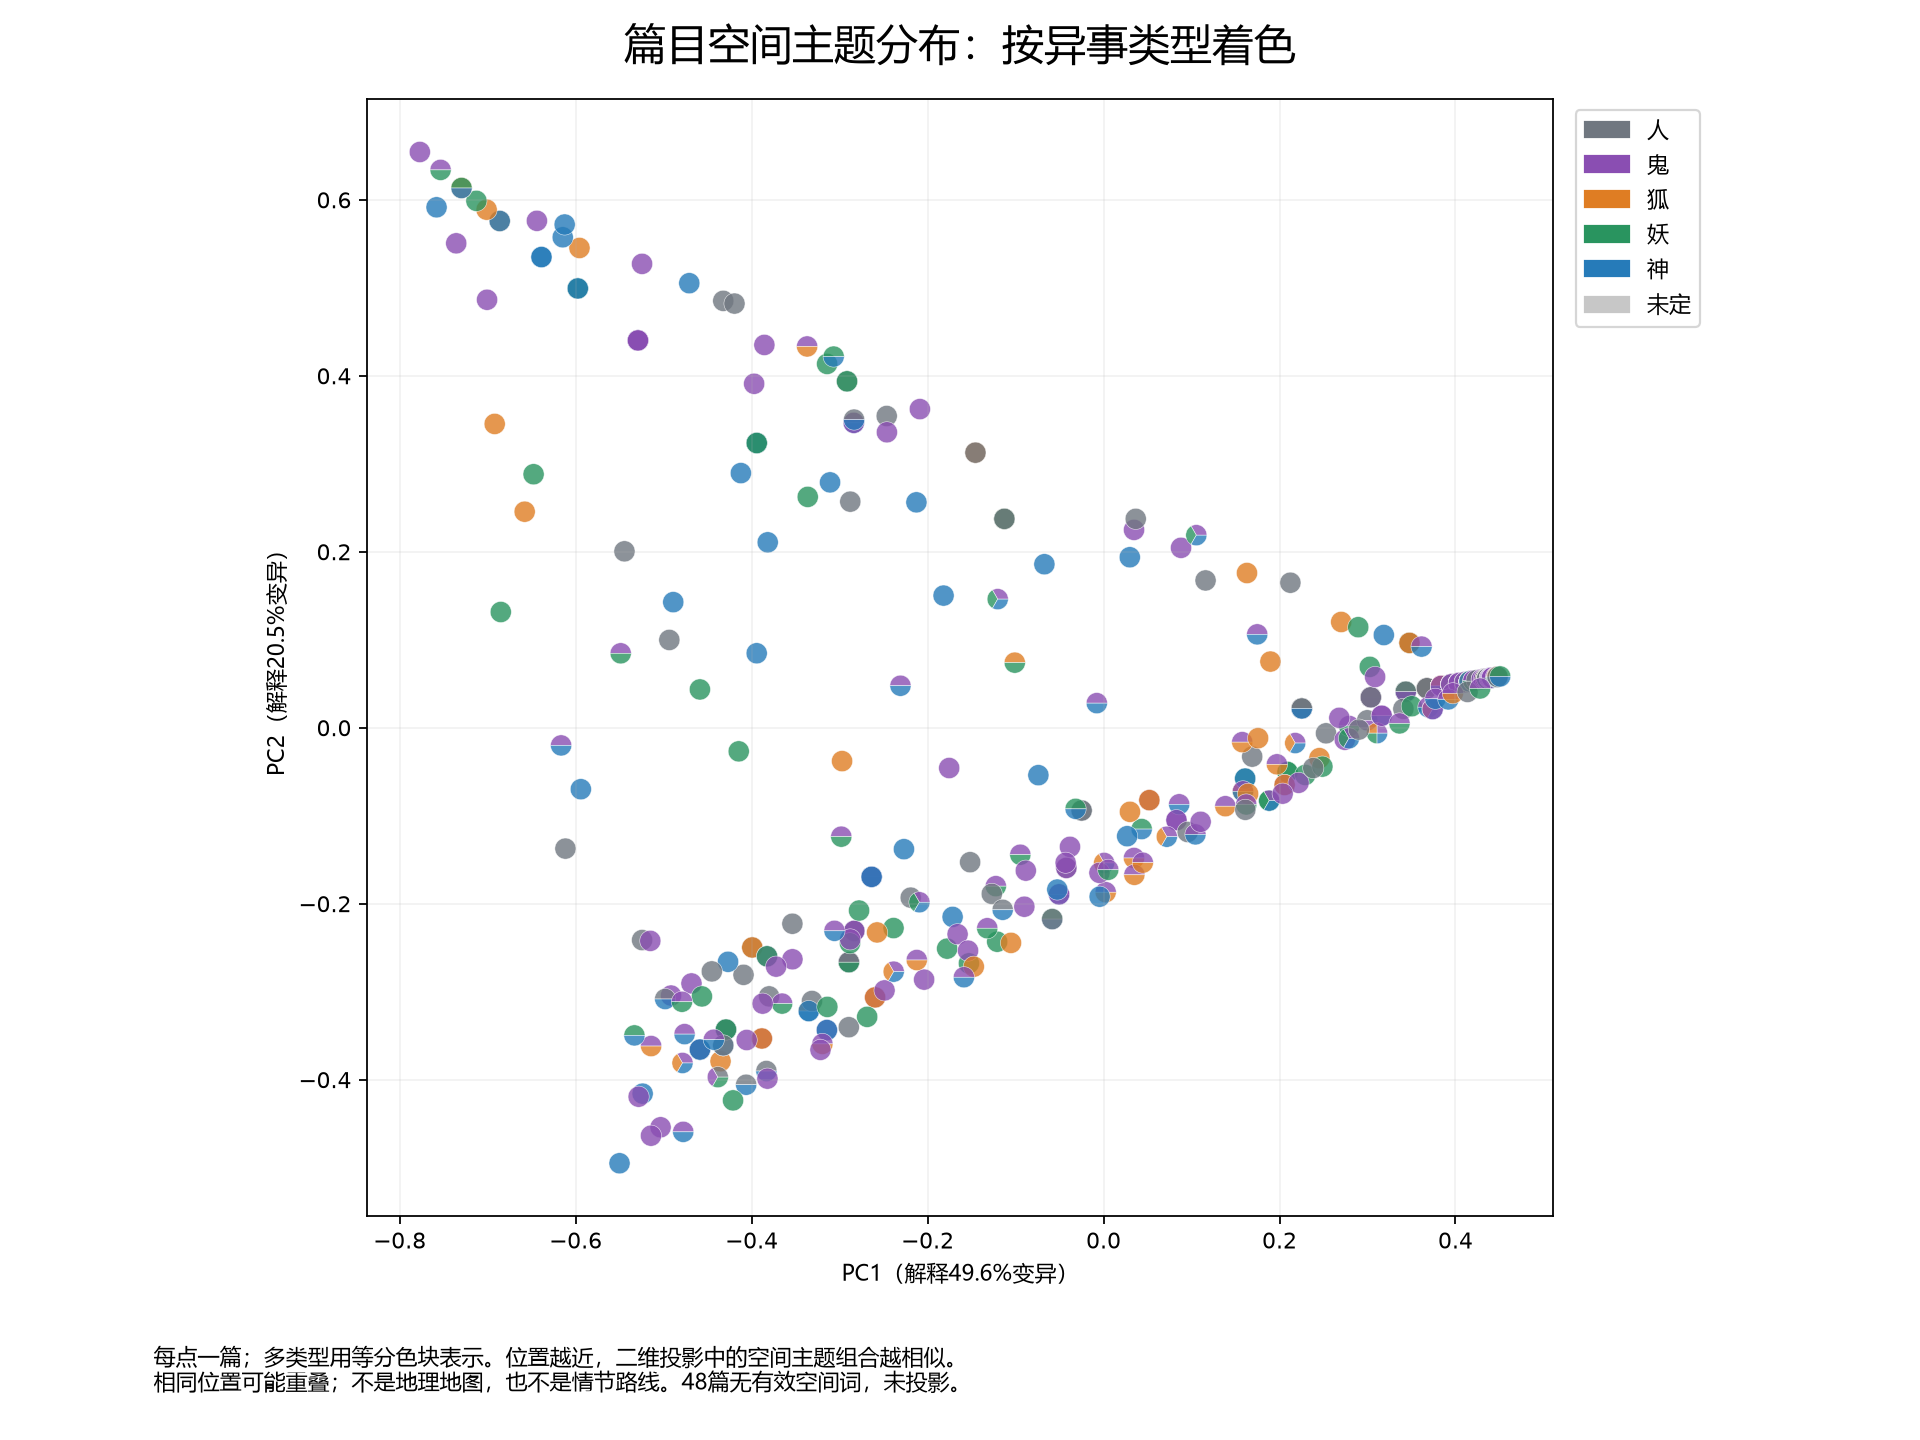 篇目空间主题分布：按异事类型着色
人
鬼
狐
妖
神
未定
0.6
0.4
0.2
0.0
−0.2
−0.4
PC2（解释20.5%变异）
−0.8
−0.6
−0.4
−0.2
0.0
0.2
0.4
PC1（解释49.6%变异）
每点一篇；多类型用等分色块表示。位置越近，二维投影中的空间主题组合越相似。
相同位置可能重叠；不是地理地图，也不是情节路线。48篇无有效空间词，未投影。